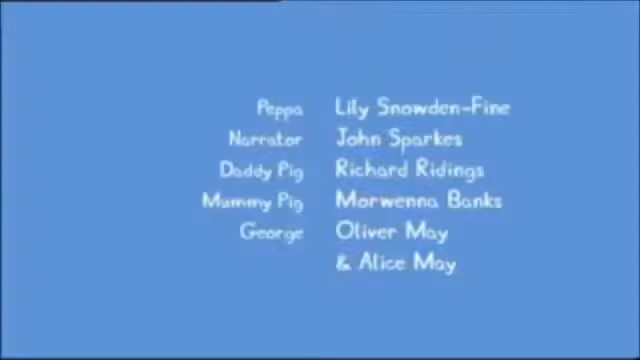 Peppa Lily Snowden-Fine
Narrator John Sparkes
Daddy Pig Richard Ridings
Mummy Pig Morwenna Banks
George Oliver May
& Alice May